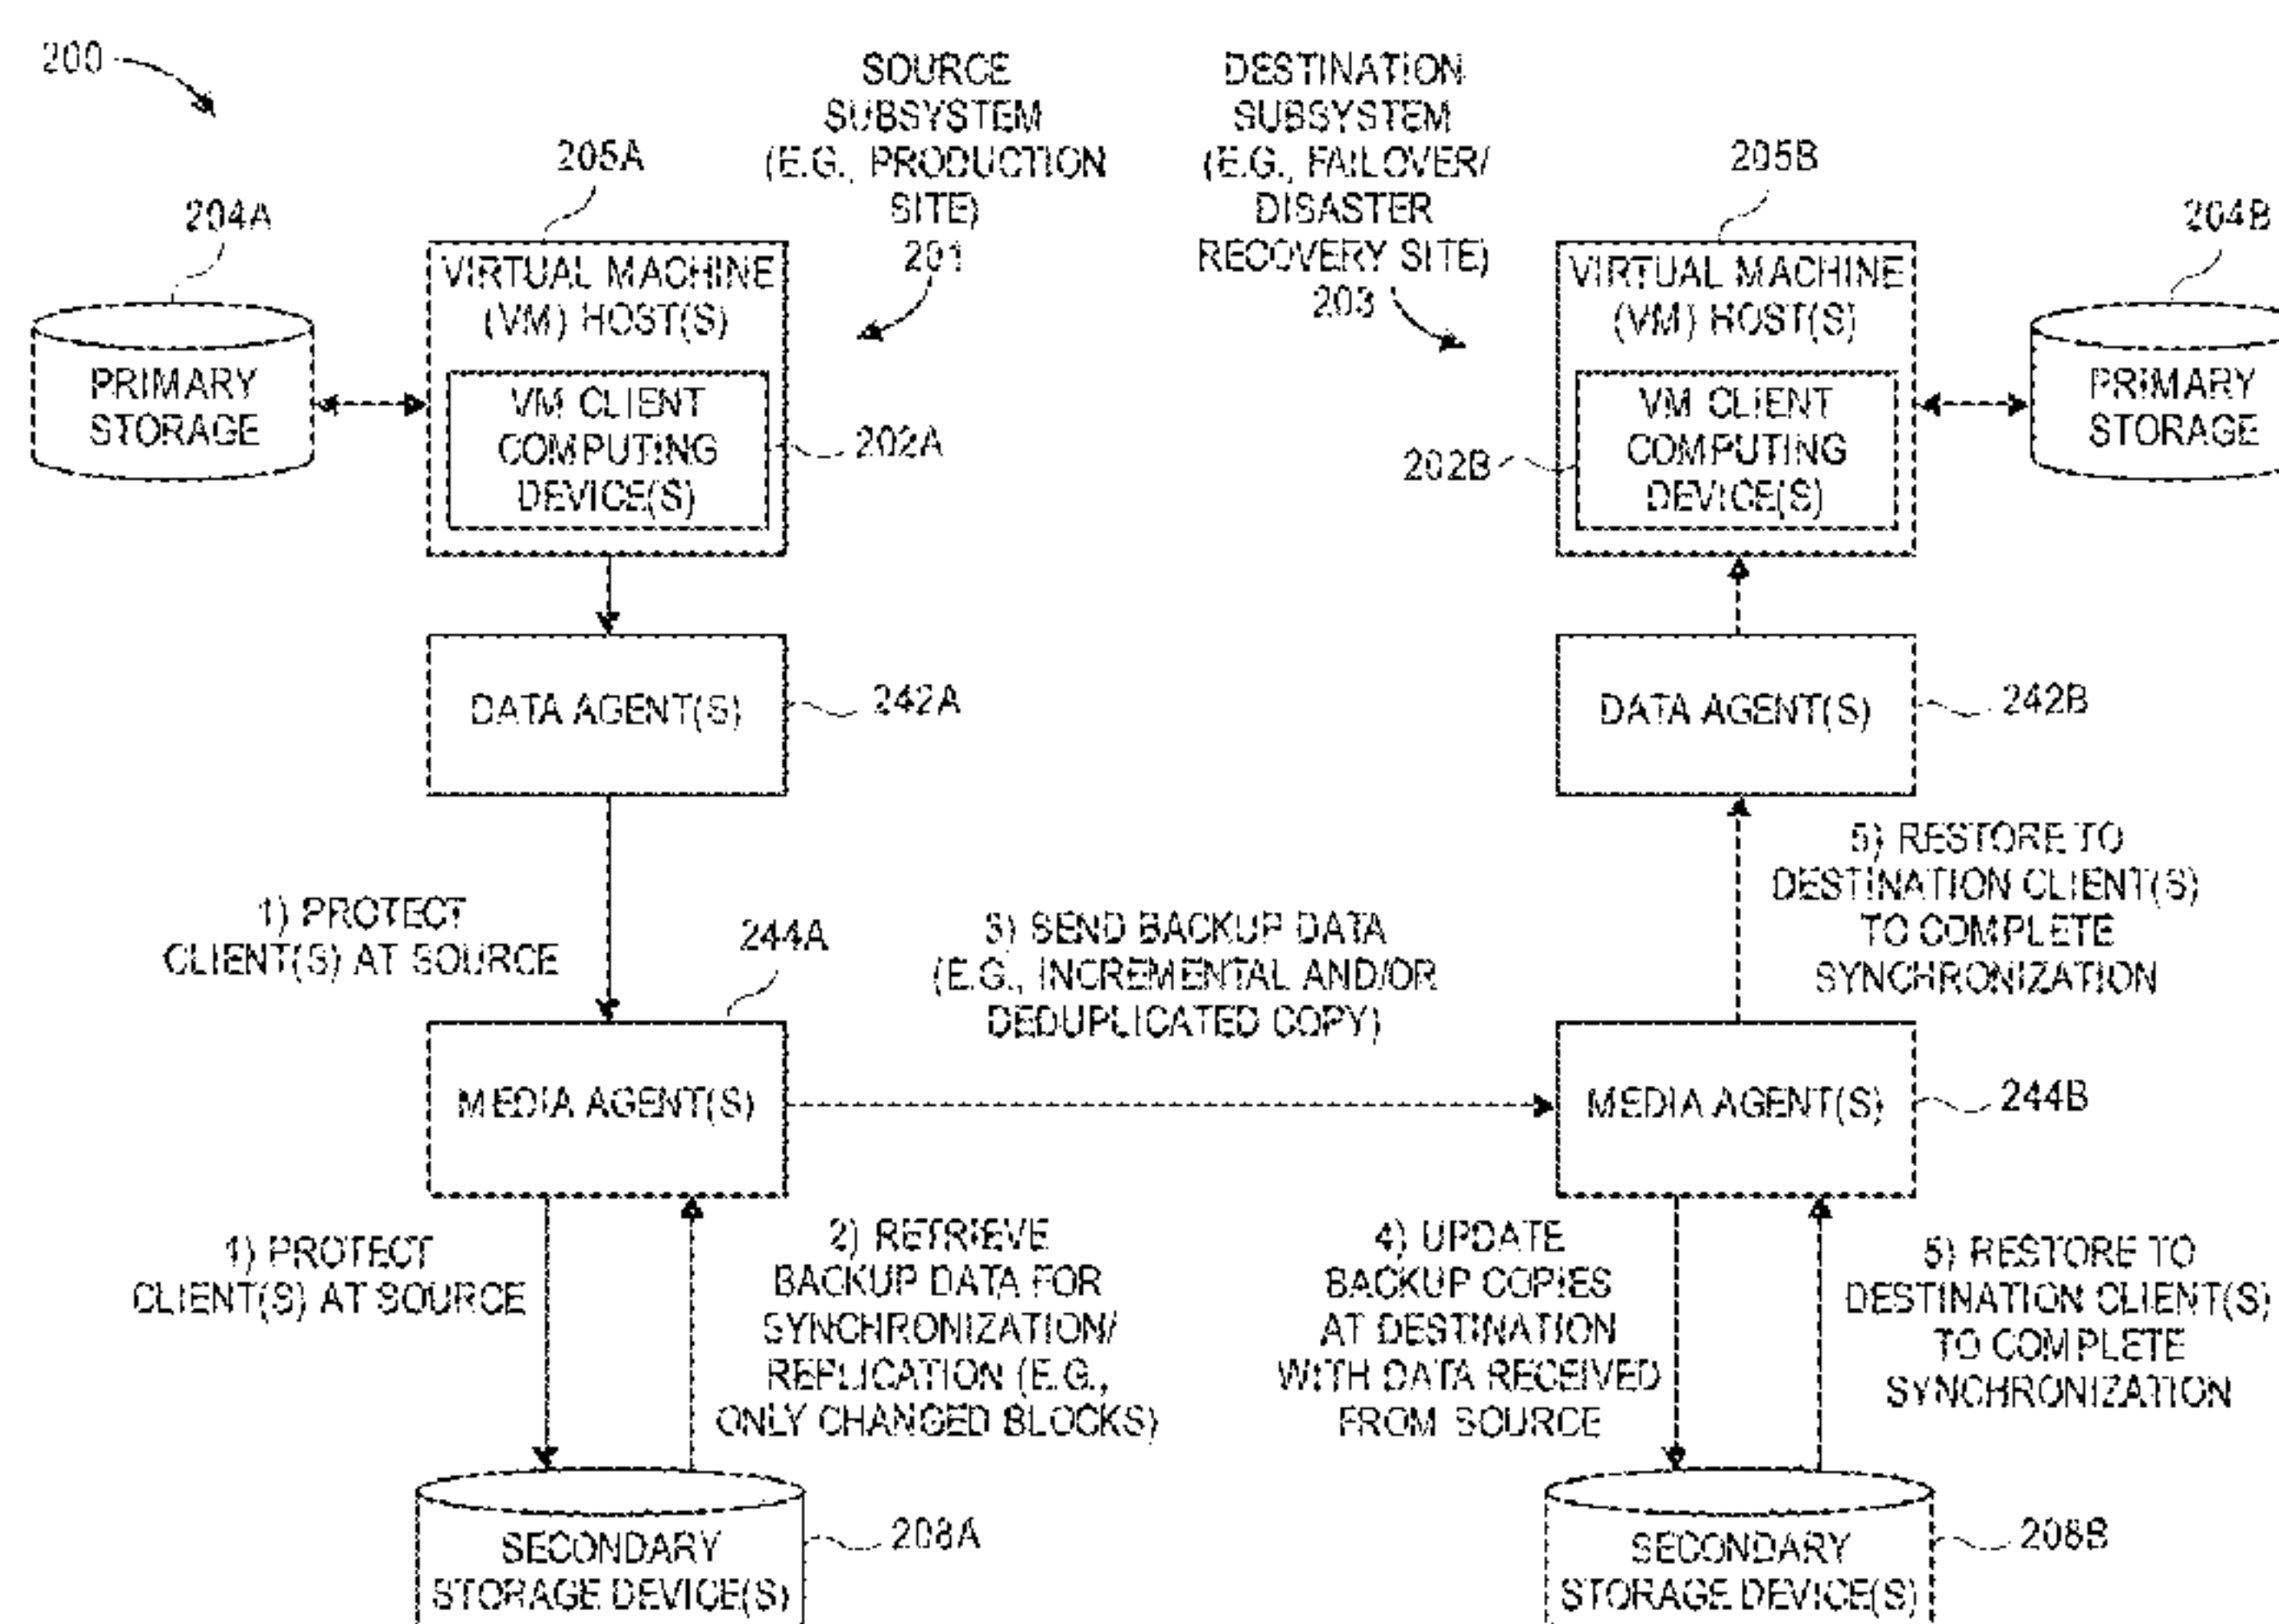 200
SOURCE
SUBSYSTEM
(E.G., PRODUCTION
SITE)
201
DESTINATION
SUBSYSTEM
(E.G., FAILOVER/
DISASTER
RECOVERY SITE)
203
205A
204A
VIRTUAL MACHINE
(VM) HOST(S)
PRIMARY
STORAGE
VM CLIENT
COMPUTING
DEVICE(S)
202A
205B
204B
VIRTUAL MACHINE
(VM) HOST(S)
VM CLIENT
COMPUTING
DEVICE(S)
202B
PRIMARY
STORAGE
DATA AGENT(S)
242A
DATA AGENT(S)
242B
1) PROTECT
CLIENT(S) AT SOURCE
244A
3) SEND BACKUP DATA
(E.G., INCREMENTAL AND/OR
DEDUPLICATED COPY)
5) RESTORE TO
DESTINATION CLIENT(S)
TO COMPLETE
SYNCHRONIZATION
MEDIA AGENT(S)
MEDIA AGENT(S)
244B
1) PROTECT
CLIENT(S) AT SOURCE
2) RETRIEVE
BACKUP DATA FOR
SYNCHRONIZATION/
REPLICATION (E.G.,
ONLY CHANGED BLOCKS)
4) UPDATE
BACKUP COPIES
AT DESTINATION
WITH DATA RECEIVED
FROM SOURCE
5) RESTORE TO
DESTINATION CLIENT(S)
TO COMPLETE
SYNCHRONIZATION
SECONDARY
STORAGE DEVICE(S)
208A
SECONDARY
STORAGE DEVICE(S)
208B